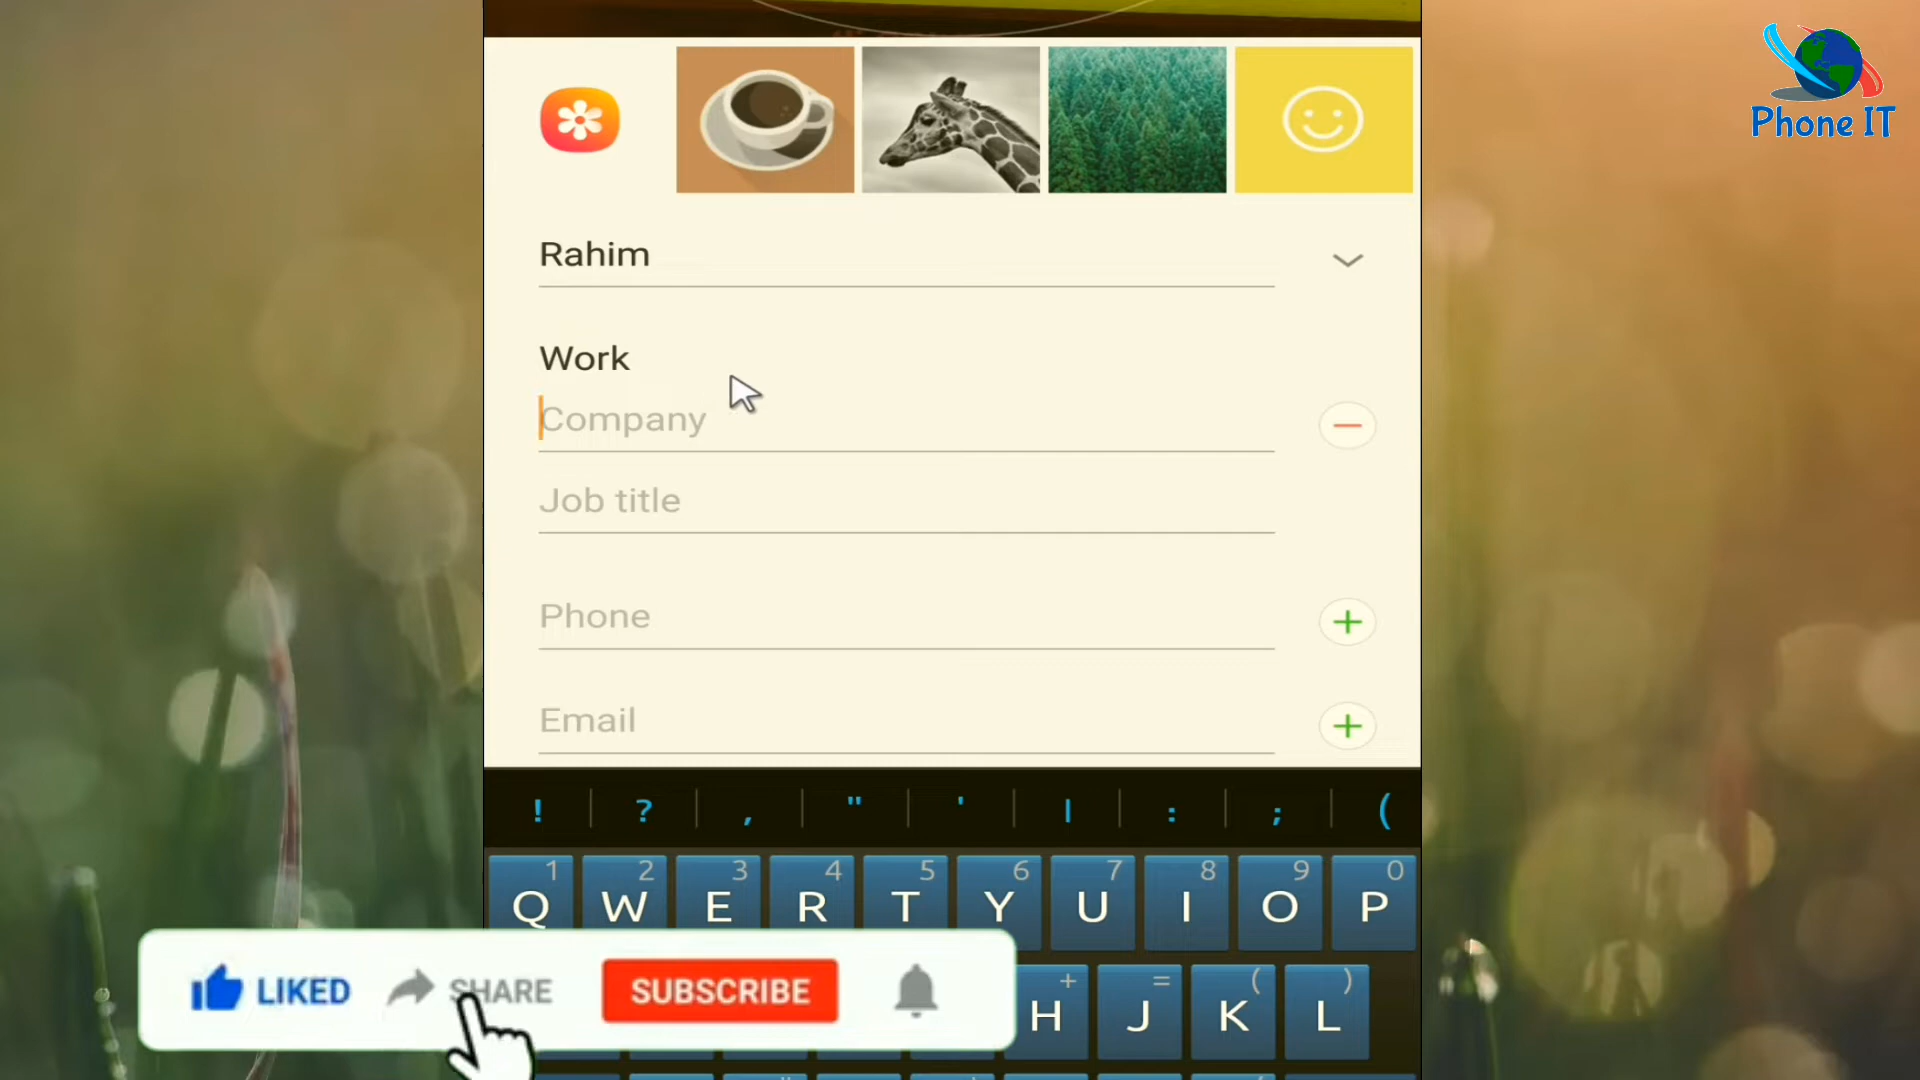 Phone IT
Rahim
Work
Company
Job title
Phone
Email
! ? , " ' | : ; (
1 2 3 4 5 6 7 8 9 0
Q W E R T Y U I O P
LIKED SHARE SUBSCRIBE
+ = ( )
H J K L